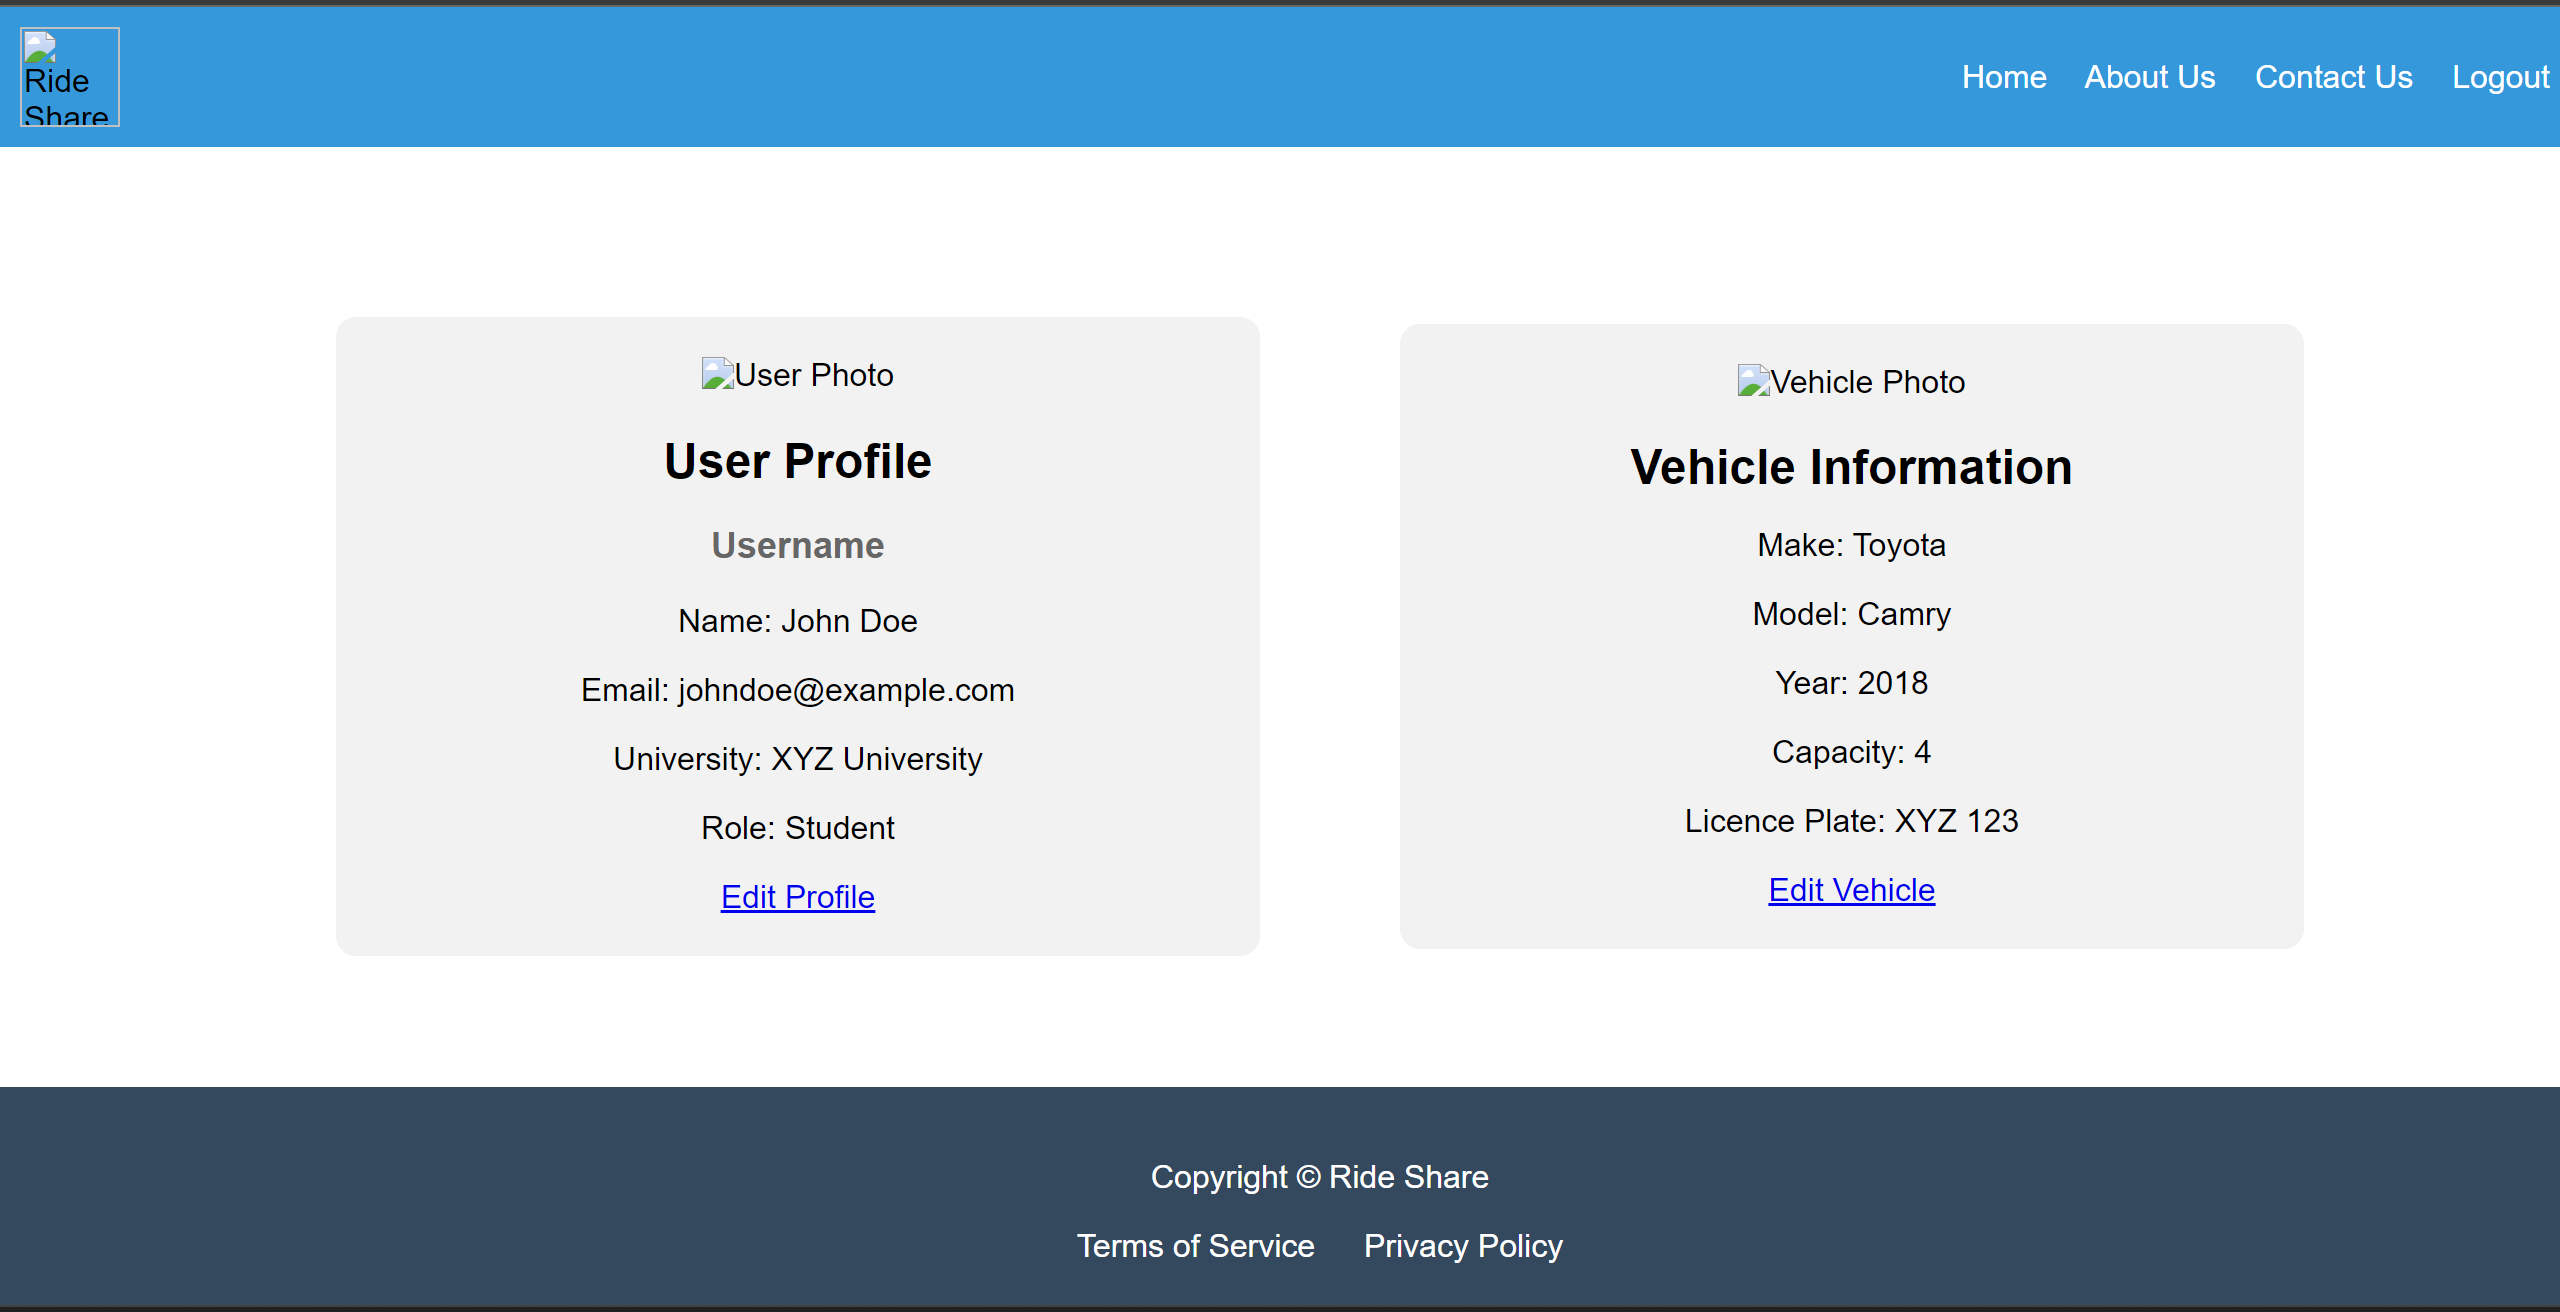 Ride
Share
Home About Us Contact Us Logout
User Photo
User Profile
Username
Name: John Doe
Email: johndoe@example.com
University: XYZ University
Role: Student
Edit Profile
Vehicle Photo
Vehicle Information
Make: Toyota
Model: Camry
Year: 2018
Capacity: 4
Licence Plate: XYZ 123
Edit Vehicle
Copyright © Ride Share
Terms of Service Privacy Policy